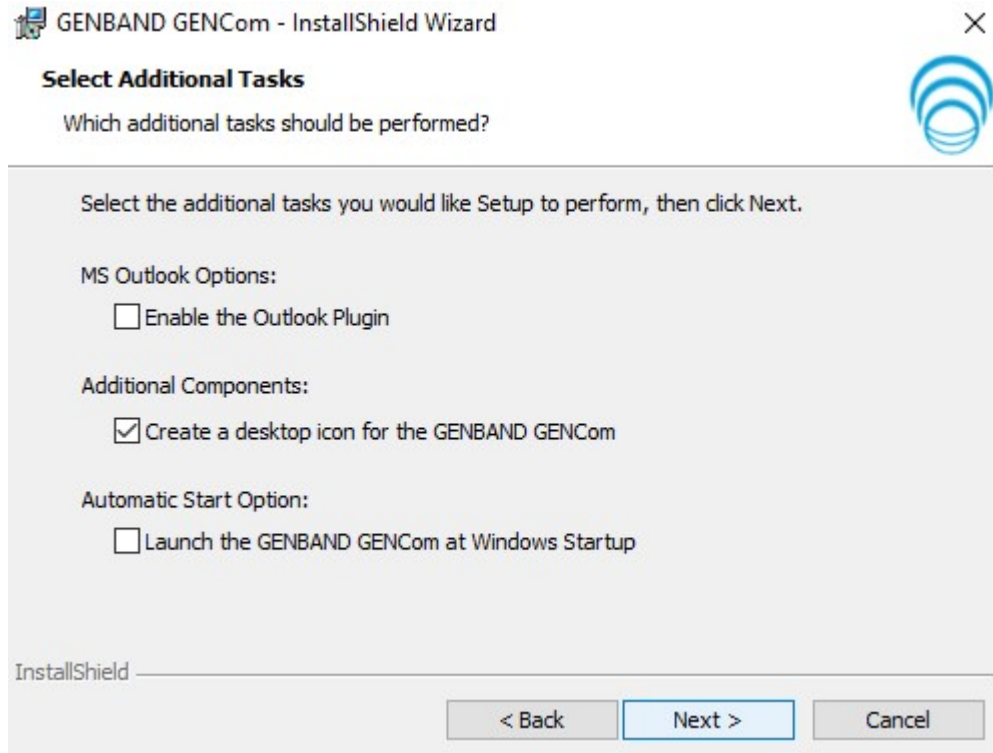 GENBAND GENCom - InstallShield Wizard
Select Additional Tasks
Which additional tasks should be performed?
Select the additional tasks you would like Setup to perform, then click Next.
MS Outlook Options:
Enable the Outlook Plugin
Additional Components:
Create a desktop icon for the GENBAND GENCom
Automatic Start Option:
Launch the GENBAND GENCom at Windows Startup
InstallShield
< Back Next > Cancel